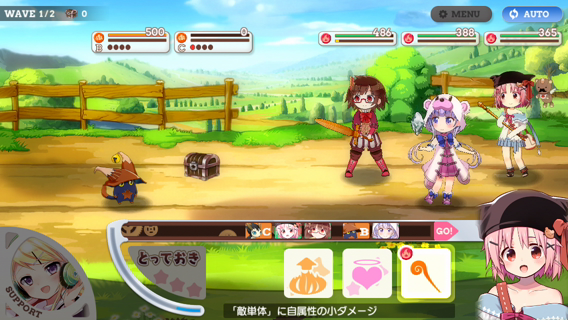 WAVE 1/2 0
MENU
AUTO
500
B
0
C
486
388
365
C
B
GO!
とっておき
SUPPORT
「敵単体」に自属性の小ダメージ